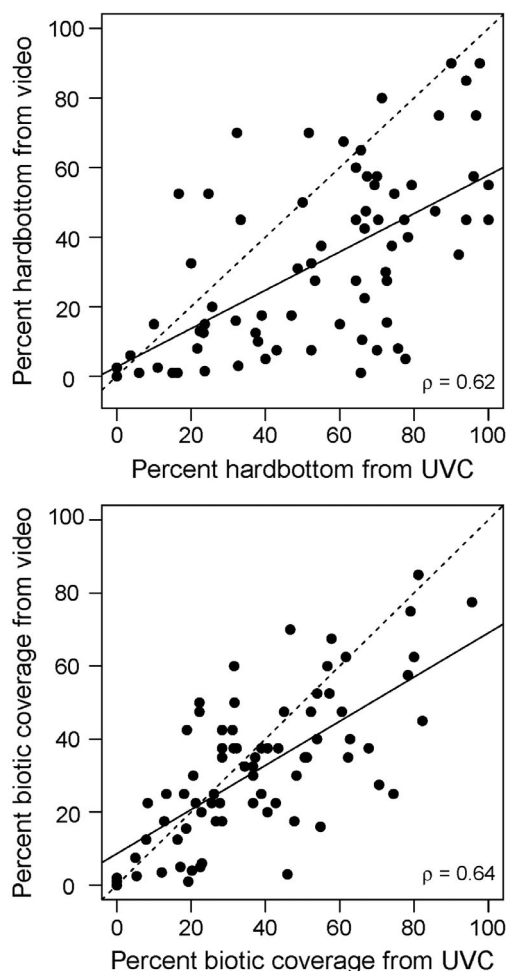 Percent hardbottom from video
100
80
60
40
20
0
ρ = 0.62
0 20 40 60 80 100
Percent hardbottom from UVC
Percent biotic coverage from video
100
80
60
40
20
0
ρ = 0.64
0 20 40 60 80 100
Percent biotic coverage from UVC